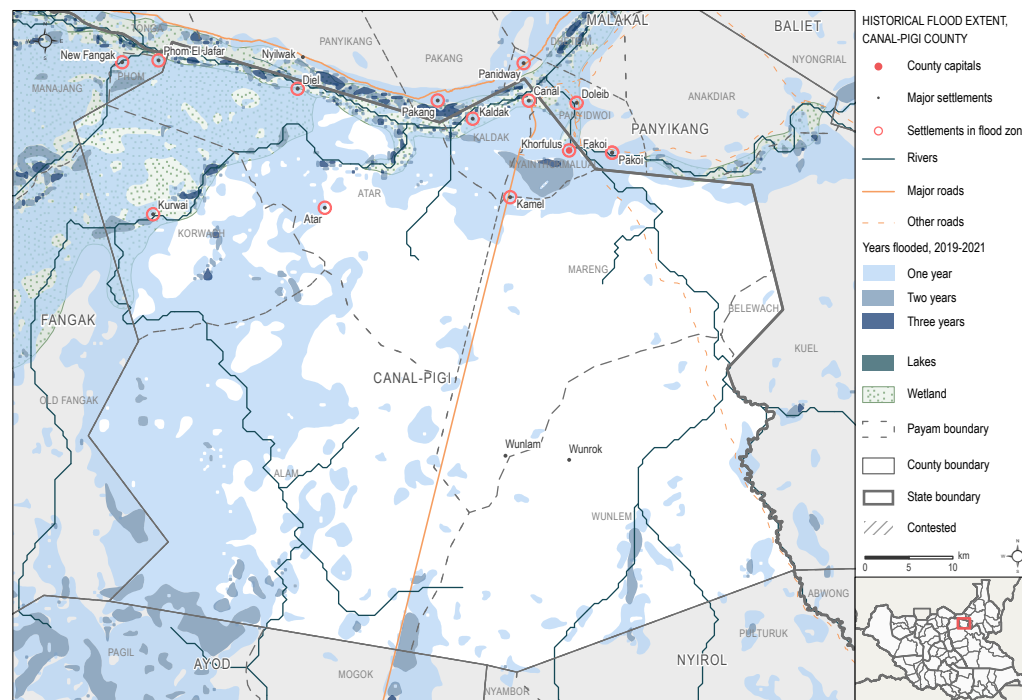 TONGA
MALAKAL
BALIET
PANYIKANG
PAKANG
NYONGRIAL
New Fangak
Phom El-Jafar
Nyilwak
Panidway
MANAJANG
PHOM
Diel
Pakang
Canal
Doleib
ANAKDIAR
Kaldak
PANYIDWOI
KALDAK
PANYIKANG
Khorfulus
Fakoi
Pakoi
ATAR
Kamel
Kurwai
Atar
KORWACH
MARENG
BELEWACH
FANGAK
KUEL
CANAL-PIGI
OLD FANGAK
Wunlam
Wunrok
ALAM
WUNLEM
ABWONG
PULTURUK
PAGIL
AYOD
MOGOK
NYIROL
NYAMBOR
HISTORICAL FLOOD EXTENT,
CANAL-PIGI COUNTY
County capitals
Major settlements
Settlements in flood zon
Rivers
Major roads
Other roads
Years flooded, 2019-2021
One year
Two years
Three years
Lakes
Wetland
Payam boundary
County boundary
State boundary
Contested
km
0 5 10